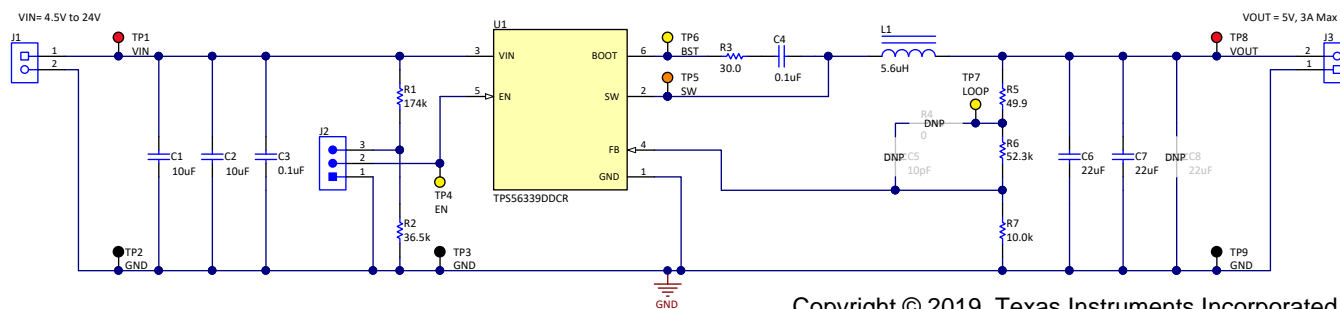 VIN= 4.5V to 24V
VOUT = 5V, 3A Max
J1
1
2
TP1
VIN
U1
3
VIN
BOOT
6
TP6
BST
R3
30.0
C4
0.1uF
L1
5.6uH
TP8
VOUT
J3
2
1
5
EN
SW
2
TP5
SW
TP7
LOOP
R1
174k
R5
49.9
R4
DNP
0
J2
3
2
1
FB
4
R6
52.3k
C1
10uF
C2
10uF
C3
0.1uF
DNP
C5
10pF
C6
22uF
C7
22uF
DNP
C8
22uF
GND
1
TPS56339DDCR
TP4
EN
R2
36.5k
R7
10.0k
TP2
GND
TP3
GND
TP9
GND
GND
Copyright © 2019, Texas Instruments Incorporated